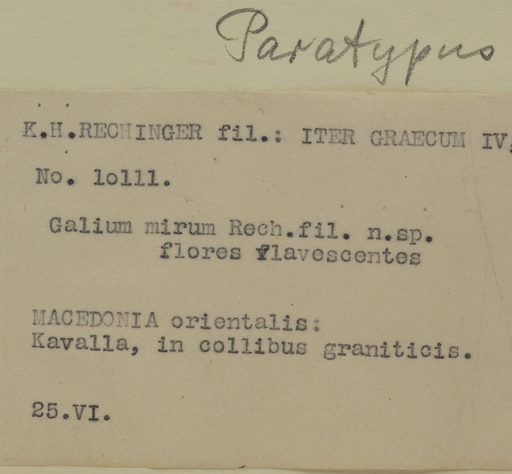 Paratypus
K.H.RECHINGER fil.: ITER GRAECUM IV,
No. lolll.
Galium mirum Rech.fil. n.sp.
flores flavescentes
MACEDONIA orientalis:
Kavalla, in collibus graniticis.
25.VI.